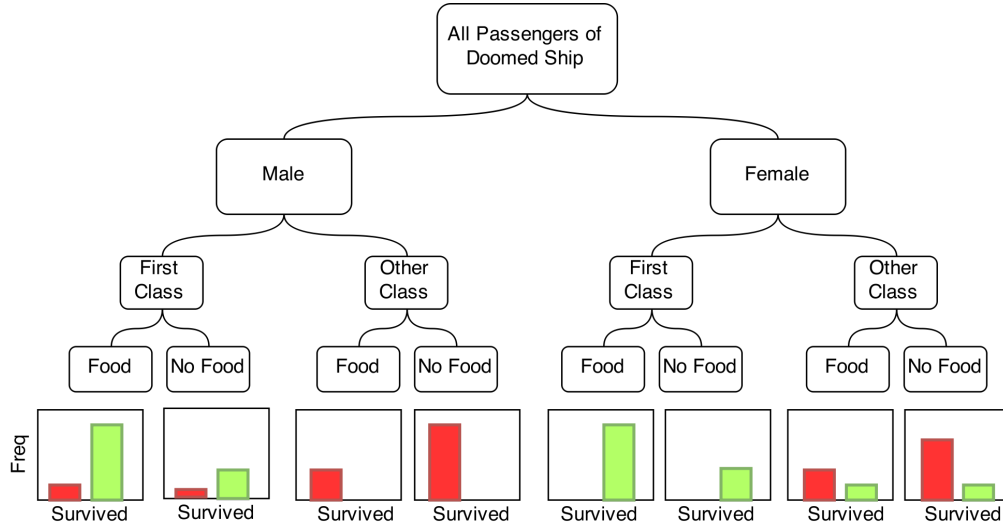 All Passengers of
Doomed Ship
Male
Female
First
Class
Other
Class
First
Class
Other
Class
Food
No Food
Food
No Food
Food
No Food
Food
No Food
Freq
Survived
Survived
Survived
Survived
Survived
Survived
Survived
Survived